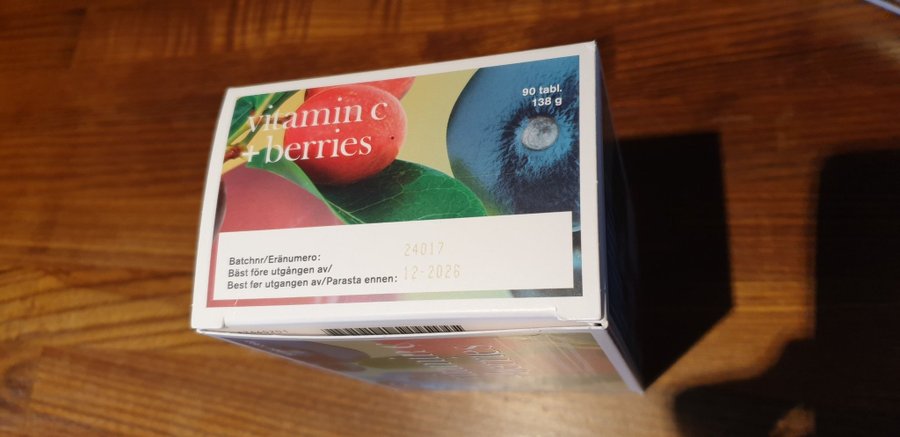 vitamin c
+ berries
90 tabl.
138 g
Batchnr/Eränumero: 24017
Bäst före utgången av/
Best før utgangen av/Parasta ennen: 12-2026